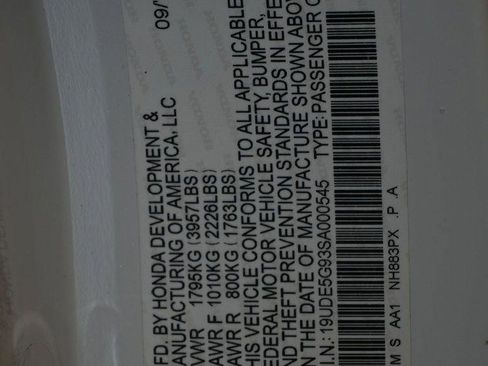 MFD. BY HONDA DEVELOPMENT & 09/
MANUFACTURING OF AMERICA, LLC
GVWR 1795KG (3957LBS)
GAWR F 1010KG (2226LBS)
GAWR R 800KG (1763LBS)
THIS VEHICLE CONFORMS TO ALL APPLICABLE
FEDERAL MOTOR VEHICLE SAFETY, BUMPER,
AND THEFT PREVENTION STANDARDS IN EFFE
ON THE DATE OF MANUFACTURE SHOWN ABOV
V.I.N.: 19UDE5G93SA000545 TYPE: PASSENGER C
M S AA1 NH883PX .P .A